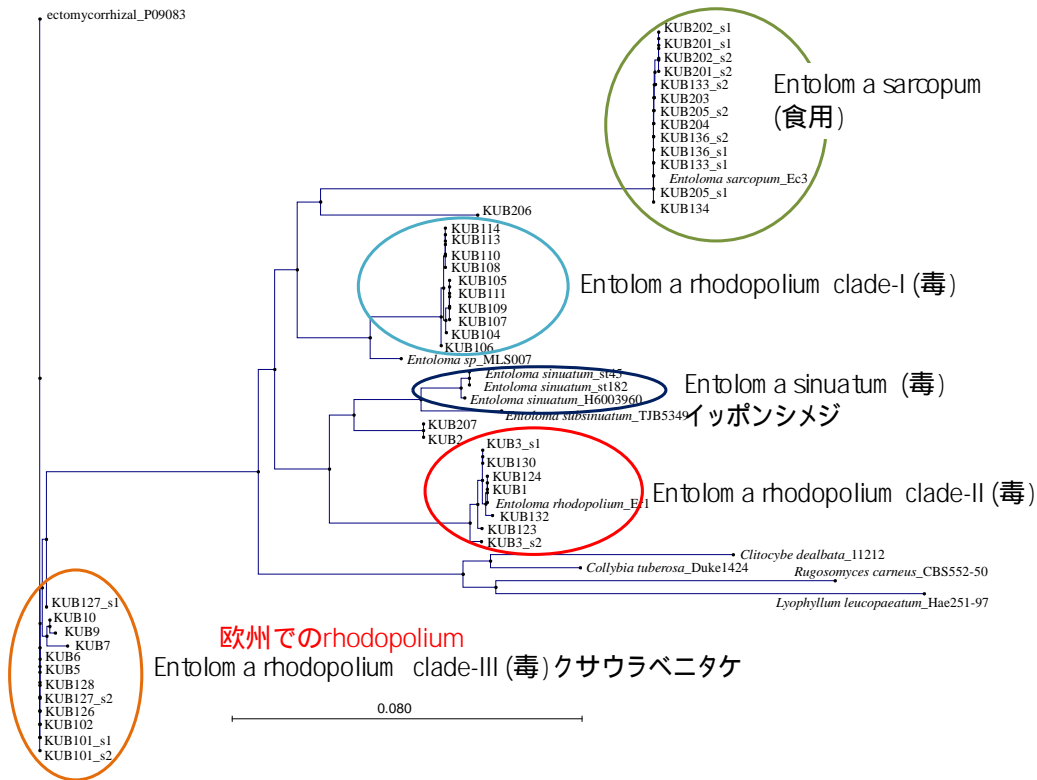 ectomycorrhizal_P09083
KUB202_s1
KUB201_s1
KUB202_s2
KUB201_s2
KUB133_s2
KUB203
KUB205_s2
KUB204
KUB136_s2
KUB136_s1
KUB133_s1
Entoloma sarcopum_Ec3
KUB205_s1
KUB134
Entoloma sarcopum
(食用)
KUB206
KUB114
KUB113
KUB110
KUB108
KUB105
KUB111
KUB109
KUB107
KUB104
KUB106
Entoloma rhodopolium clade-I (毒)
Entoloma sp_MLS007
Entoloma sinuatum_st45
Entoloma sinuatum_st182
Entoloma sinuatum_H6003960
Entoloma subsinuatum_TJB5349
Entoloma sinuatum (毒)
イッポンシメジ
KUB207
KUB2
KUB3_s1
KUB130
KUB124
KUB1
Entoloma rhodopolium_Er1
KUB132
KUB123
KUB3_s2
Entoloma rhodopolium clade-II (毒)
Clitocybe dealbata_11212
Collybia tuberosa_Duke1424
Rugosomyces carneus_CBS552-50
Lyophyllum leucopaeatum_Hae251-97
KUB127_s1
KUB10
KUB9
KUB7
KUB6
KUB5
KUB128
KUB127_s2
KUB126
KUB102
KUB101_s1
KUB101_s2
欧州でのrhodopolium
Entoloma rhodopolium clade-III (毒) クサウラベニタケ
0.080